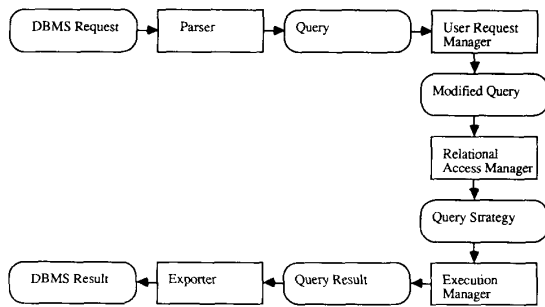 DBMS Request
Parser
Query
User Request
Manager
Modified Query
Relational
Access Manager
Query Strategy
DBMS Result
Exporter
Query Result
Execution
Manager